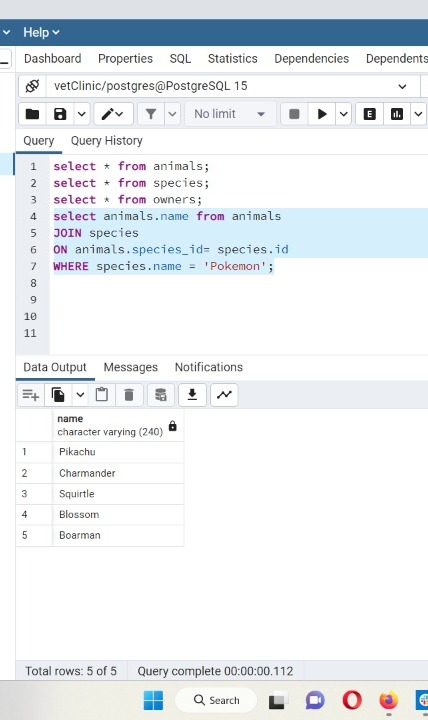 Help
Dashboard Properties SQL Statistics Dependencies Dependents
vetClinic/postgres@PostgreSQL 15
No limit
E
Query Query History
1 select * from animals;
2 select * from species;
3 select * from owners;
4 select animals.name from animals
5 JOIN species
6 ON animals.species_id= species.id
7 WHERE species.name = 'Pokemon';
8
9
10
11
Data Output Messages Notifications
name
character varying (240)
1 Pikachu
2 Charmander
3 Squirtle
4 Blossom
5 Boarman
Total rows: 5 of 5 Query complete 00:00:00.112
Search